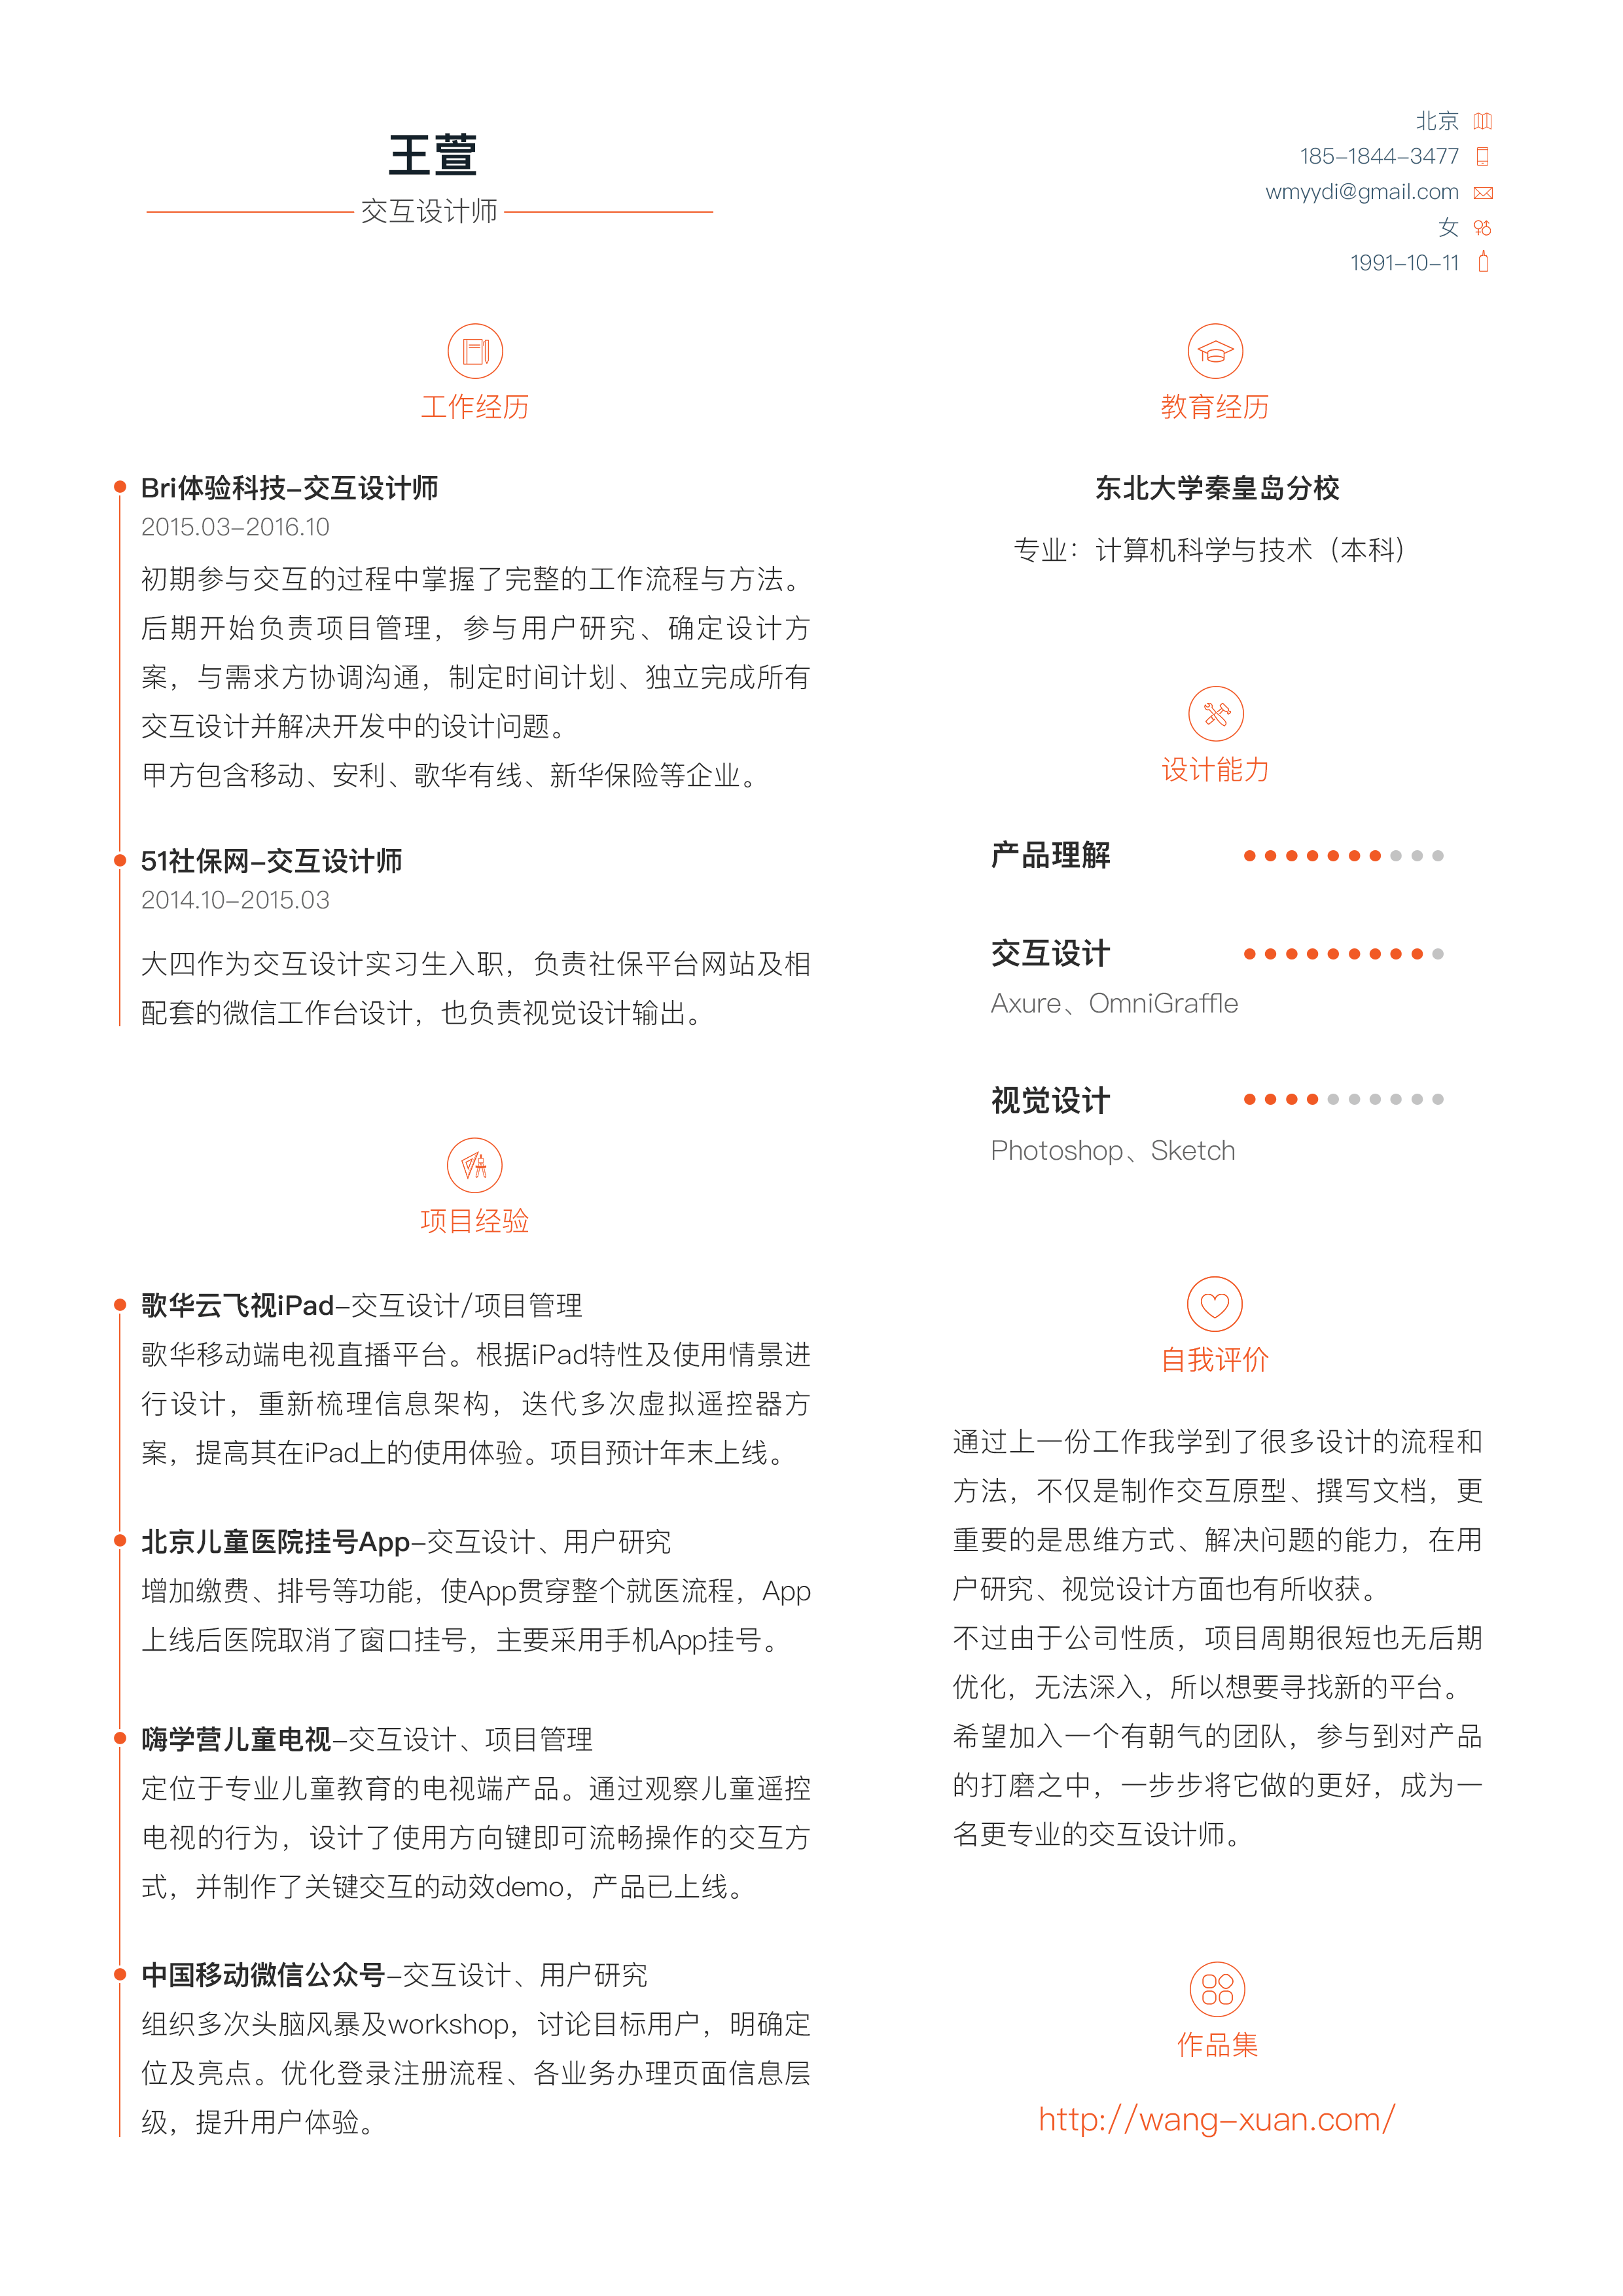 王萱
交互设计师
北京
185-1844-3477
wmyydi@gmail.com
女
1991-10-11
工作经历
Bri体验科技-交互设计师
2015.03-2016.10
初期参与交互的过程中掌握了完整的工作流程与方法。
后期开始负责项目管理，参与用户研究、确定设计方
案，与需求方协调沟通，制定时间计划、独立完成所有
交互设计并解决开发中的设计问题。
甲方包含移动、安利、歌华有线、新华保险等企业。
51社保网-交互设计师
2014.10-2015.03
大四作为交互设计实习生入职，负责社保平台网站及相
配套的微信工作台设计，也负责视觉设计输出。
项目经验
歌华云飞视iPad-交互设计/项目管理
歌华移动端电视直播平台。根据iPad特性及使用情景进
行设计，重新梳理信息架构，迭代多次虚拟遥控器方
案，提高其在iPad上的使用体验。项目预计年末上线。
北京儿童医院挂号App-交互设计、用户研究
增加缴费、排号等功能，使App贯穿整个就医流程，App
上线后医院取消了窗口挂号，主要采用手机App挂号。
嗨学营儿童电视-交互设计、项目管理
定位于专业儿童教育的电视端产品。通过观察儿童遥控
电视的行为，设计了使用方向键即可流畅操作的交互方
式，并制作了关键交互的动效demo，产品已上线。
中国移动微信公众号-交互设计、用户研究
组织多次头脑风暴及workshop，讨论目标用户，明确定
位及亮点。优化登录注册流程、各业务办理页面信息层
级，提升用户体验。
教育经历
东北大学秦皇岛分校
专业：计算机科学与技术（本科）
设计能力
产品理解
交互设计
Axure、OmniGraffle
视觉设计
Photoshop、Sketch
自我评价
通过上一份工作我学到了很多设计的流程和
方法，不仅是制作交互原型、撰写文档，更
重要的是思维方式、解决问题的能力，在用
户研究、视觉设计方面也有所收获。
不过由于公司性质，项目周期很短也无后期
优化，无法深入，所以想要寻找新的平台。
希望加入一个有朝气的团队，参与到对产品
的打磨之中，一步步将它做的更好，成为一
名更专业的交互设计师。
作品集
http://wang-xuan.com/